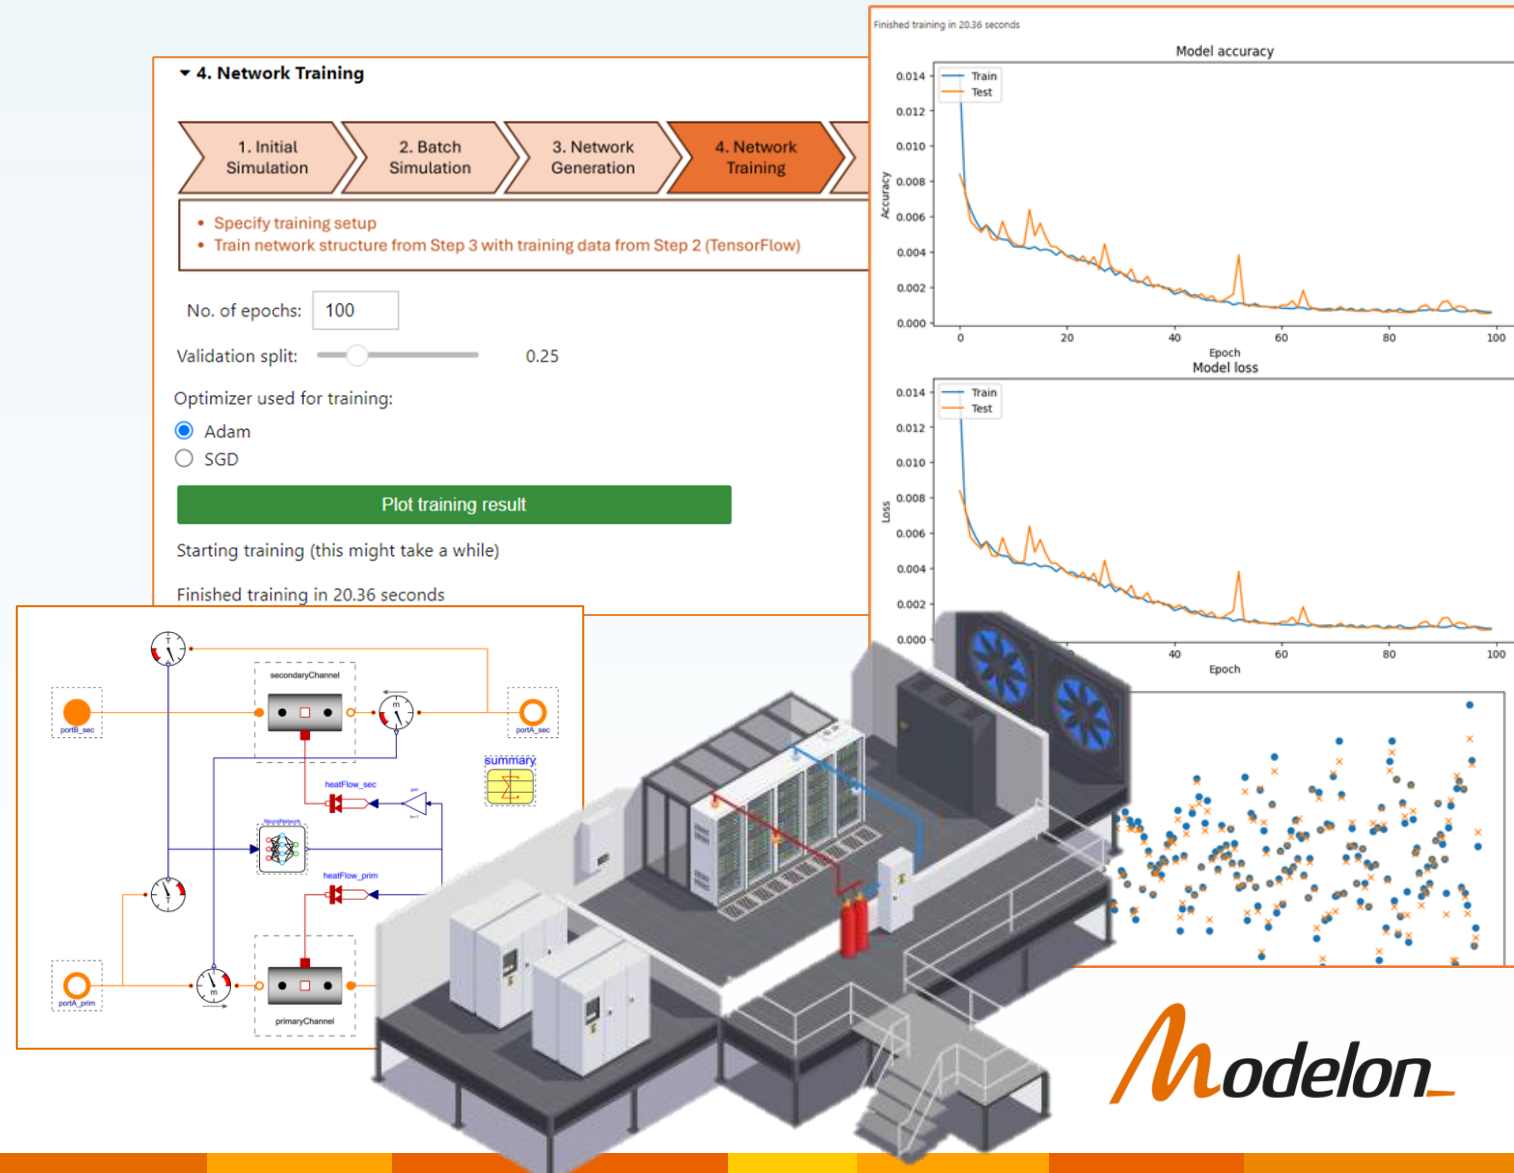 4. Network Training
1. Initial
Simulation
2. Batch
Simulation
3. Network
Generation
4. Network
Training
• Specify training setup
• Train network structure from Step 3 with training data from Step 2 (TensorFlow)
No. of epochs: 100
Validation split: 0.25
Optimizer used for training:
Adam
SGD
Plot training result
Starting training (this might take a while)
Finished training in 20.36 seconds
Finished training in 20.36 seconds
Model accuracy
Train
Test
Accuracy
0.014
0.012
0.010
0.008
0.006
0.004
0.002
0.000
0 20 40 60 80 100
Epoch
Model loss
Train
Test
Loss
0.014
0.012
0.010
0.008
0.006
0.004
0.002
0.000
40 60 80 100
Epoch
T
secondaryChannel
m
portB_sec
portA_sec
summary
heatFlow_sec
NeuralNetwork
heatFlow_prim
T
m
portA_prim
primaryChannel
Modelon